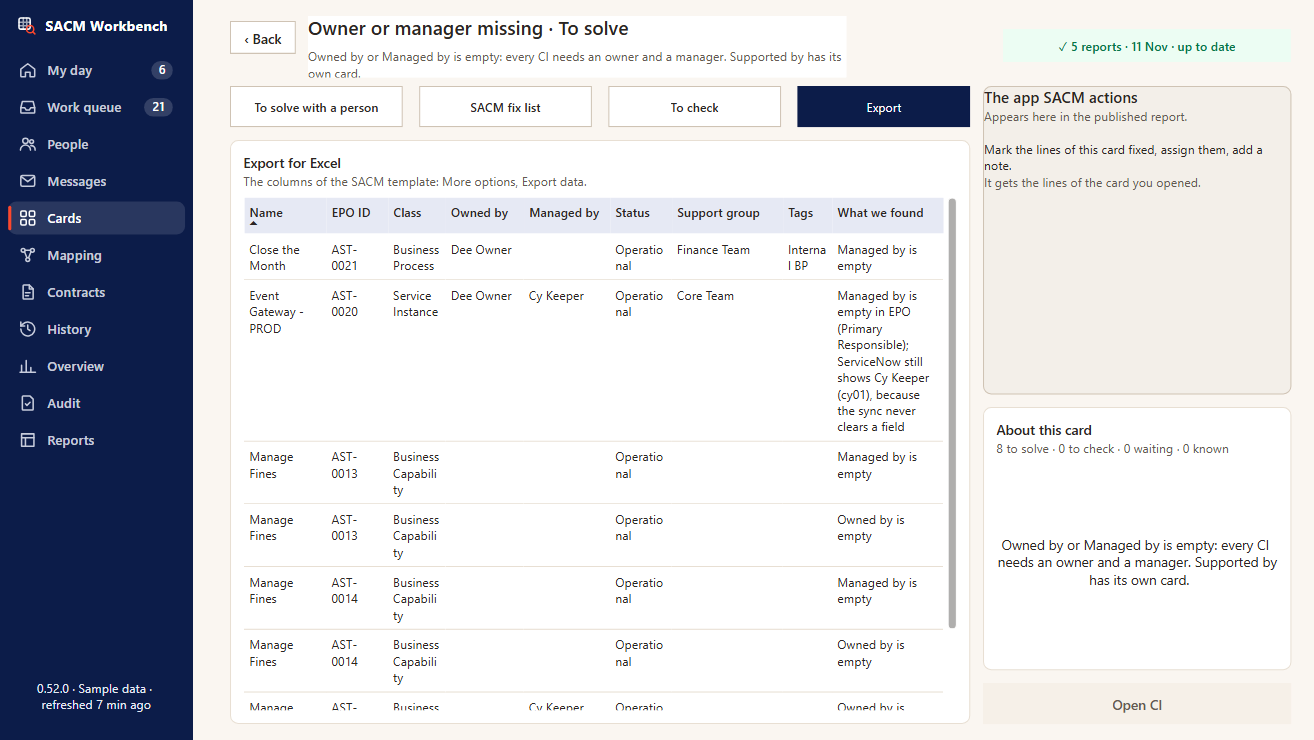 SACM Workbench
My day 6
Work queue 21
People
Messages
Cards
Mapping
Contracts
History
Overview
Audit
Reports
0.52.0 · Sample data ·
refreshed 7 min ago
‹ Back
Owner or manager missing · To solve
Owned by or Managed by is empty: every CI needs an owner and a manager. Supported by has its
own card.
✓ 5 reports · 11 Nov · up to date
To solve with a person
SACM fix list
To check
Export
Export for Excel
The columns of the SACM template: More options, Export data.
Name EPO ID Class Owned by Managed by Status Support group Tags What we found
Close the AST- Business Dee Owner Operatio Finance Team Interna Managed by is
Month 0021 Process nal l BP empty
Event AST- Service Dee Owner Cy Keeper Operatio Core Team Managed by is
Gateway - 0020 Instance nal empty in EPO
PROD (Primary
Responsible);
ServiceNow still
shows Cy Keeper
(cy01), because
the sync never
clears a field
Manage AST- Business Operatio Managed by is
Fines 0013 Capabili nal empty
ty
Manage AST- Business Operatio Owned by is
Fines 0013 Capabili nal empty
ty
Manage AST- Business Operatio Managed by is
Fines 0014 Capabili nal empty
ty
Manage AST- Business Operatio Owned by is
Fines 0014 Capabili nal empty
ty
Manage AST- Business Cy Keeper Operatio Owned by is
The app SACM actions
Appears here in the published report.
Mark the lines of this card fixed, assign them, add a
note.
It gets the lines of the card you opened.
About this card
8 to solve · 0 to check · 0 waiting · 0 known
Owned by or Managed by is empty: every CI
needs an owner and a manager. Supported by
has its own card.
Open CI